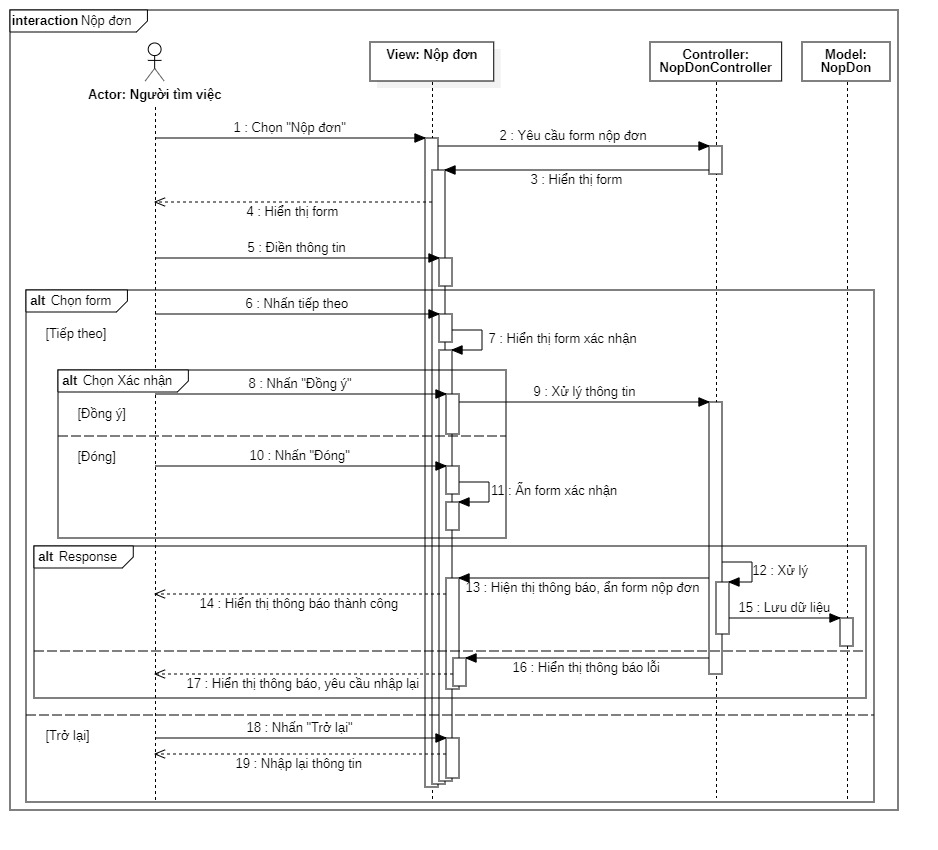 interaction Nộp đơn
Actor: Người tìm việc
View: Nộp đơn
Controller:
NopDonController
Model:
NopDon
1 : Chọn "Nộp đơn"
2 : Yêu cầu form nộp đơn
3 : Hiển thị form
4 : Hiển thị form
5 : Điền thông tin
alt Chọn form
6 : Nhấn tiếp theo
[Tiếp theo]
7 : Hiển thị form xác nhận
alt Chọn Xác nhận
8 : Nhấn "Đồng ý"
9 : Xử lý thông tin
[Đồng ý]
[Đóng]
10 : Nhấn "Đóng"
11 : Ẩn form xác nhận
alt Response
12 : Xử lý
13 : Hiện thị thông báo, ẩn form nộp đơn
14 : Hiển thị thông báo thành công
15 : Lưu dữ liệu
16 : Hiển thị thông báo lỗi
17 : Hiển thị thông báo, yêu cầu nhập lại
[Trở lại]
18 : Nhấn "Trở lại"
19 : Nhập lại thông tin